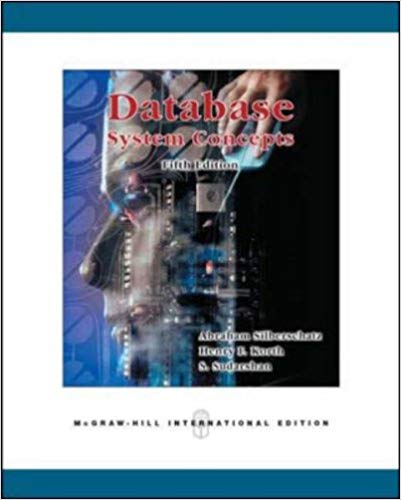 Database
System Concepts
Fifth Edition
Abraham Silberschatz
Henry F. Korth
S. Sudarshan
McGRAW-HILL INTERNATIONAL EDITION